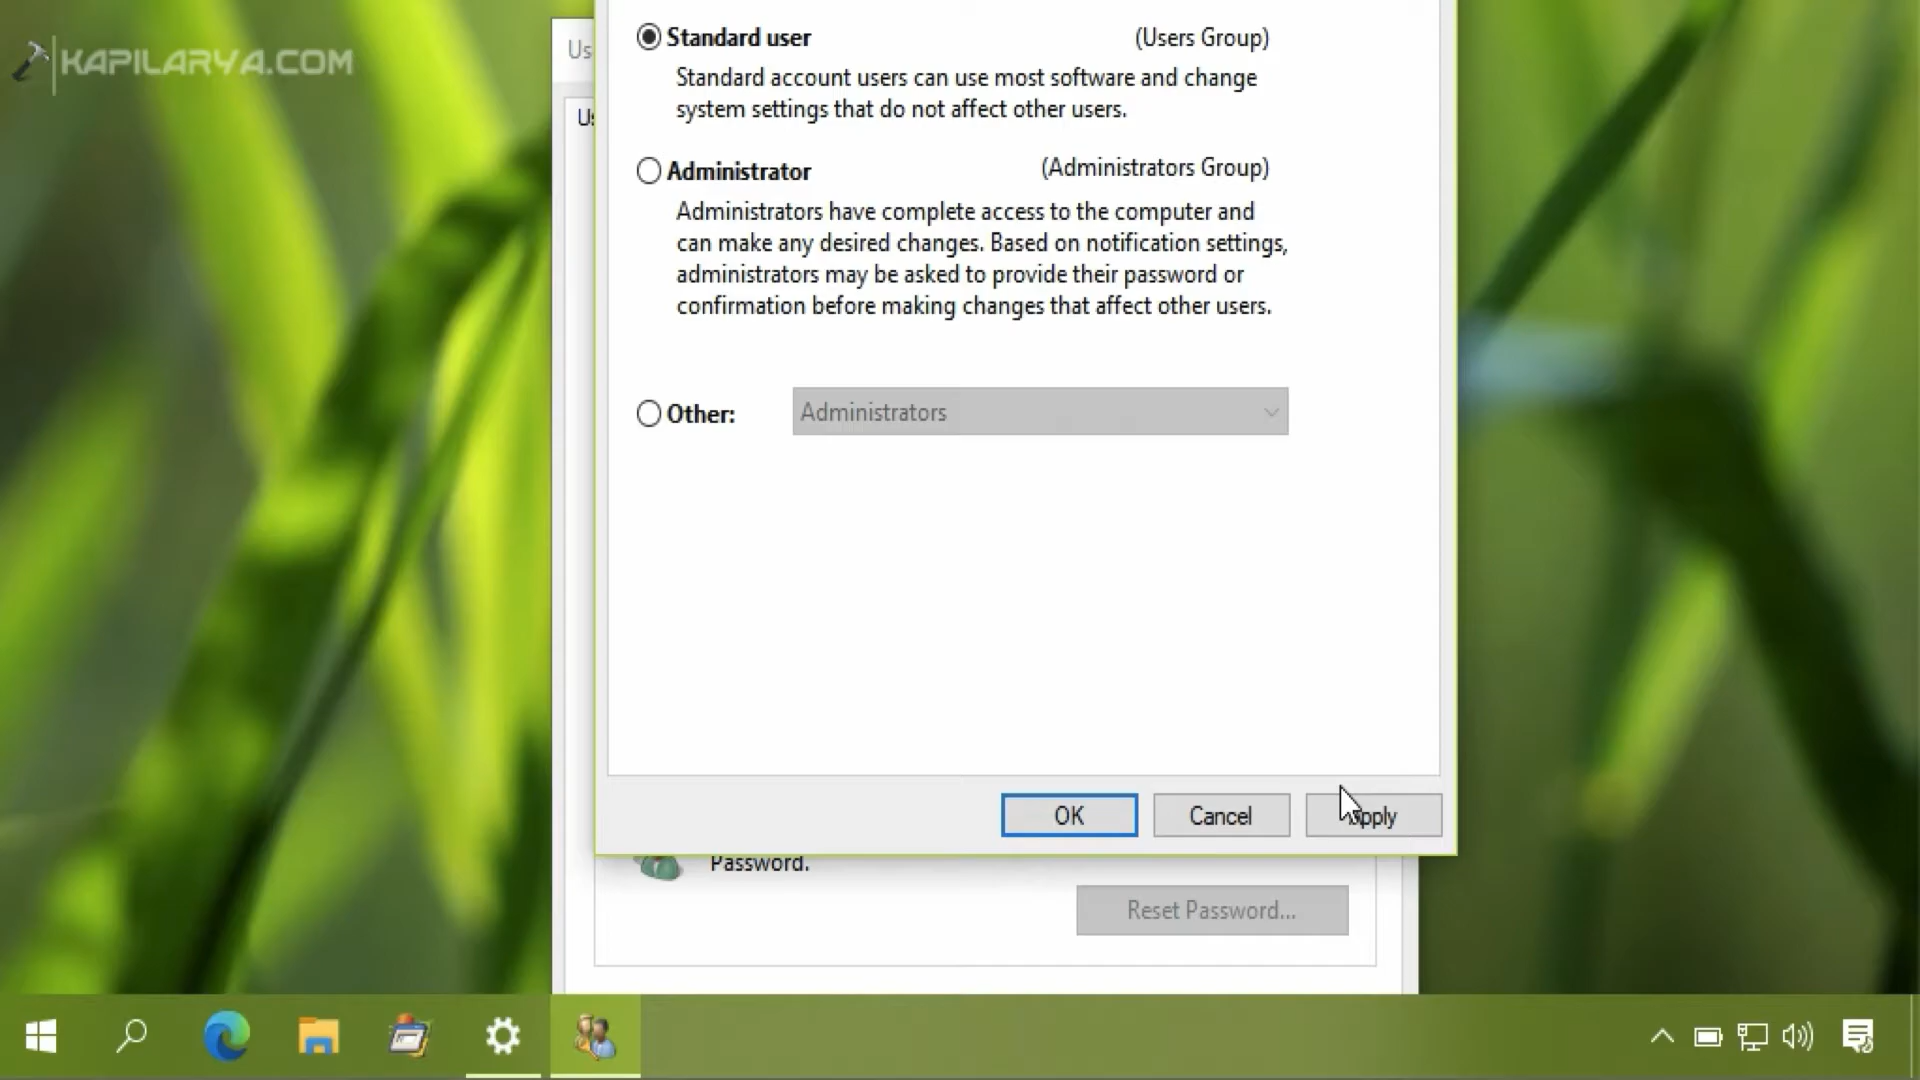 KAPILARYA.COM
Us
Us
Standard user
(Users Group)
Standard account users can use most software and change
system settings that do not affect other users.
Administrator
(Administrators Group)
Administrators have complete access to the computer and
can make any desired changes. Based on notification settings,
administrators may be asked to provide their password or
confirmation before making changes that affect other users.
Other:
Administrators
OK
Cancel
Apply
Password.
Reset Password...